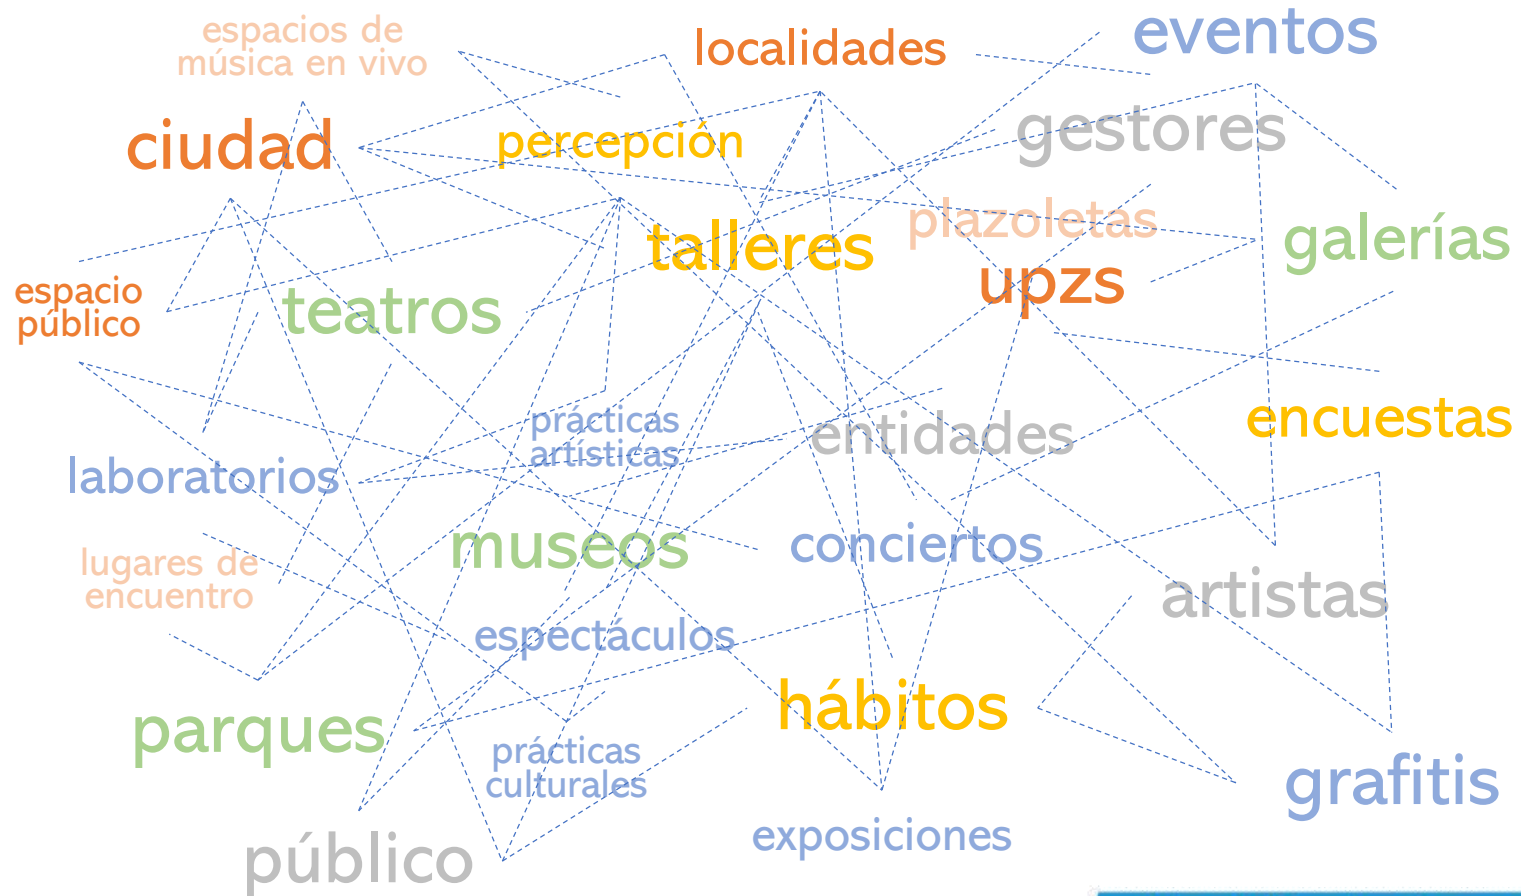 espacios de
música en vivo
localidades
eventos
ciudad
percepción
gestores
plazoletas
talleres
galerías
upzs
espacio
público
teatros
prácticas
artísticas
entidades
encuestas
laboratorios
museos
conciertos
lugares de
encuentro
artistas
espectáculos
hábitos
parques
prácticas
culturales
grafitis
exposiciones
público